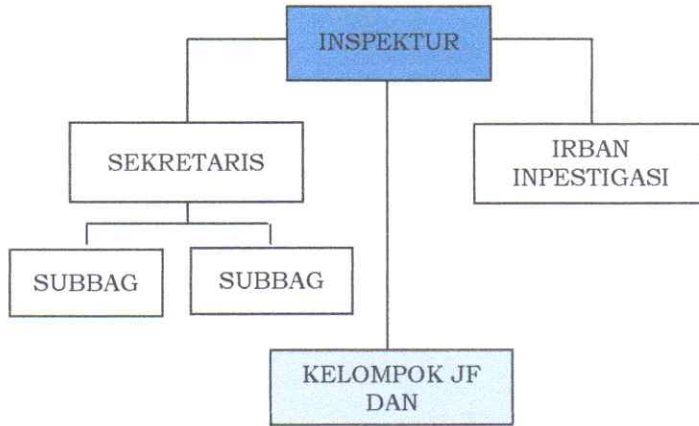 INSPEKTUR
SEKRETARIS
IRBAN
INPESTIGASI
SUBBAG
SUBBAG
KELOMPOK JF
DAN